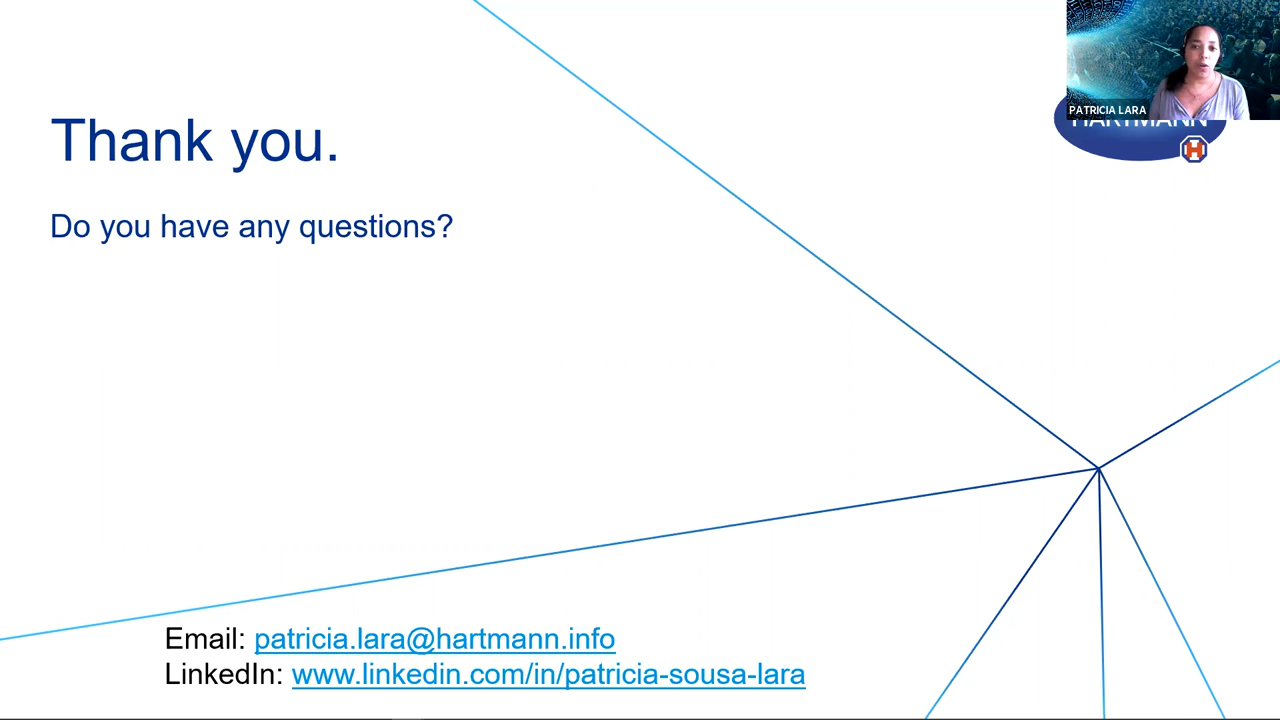 PATRICIA LARA
HARTMANN
Thank you.
Do you have any questions?
Email: patricia.lara@hartmann.info
LinkedIn: www.linkedin.com/in/patricia-sousa-lara